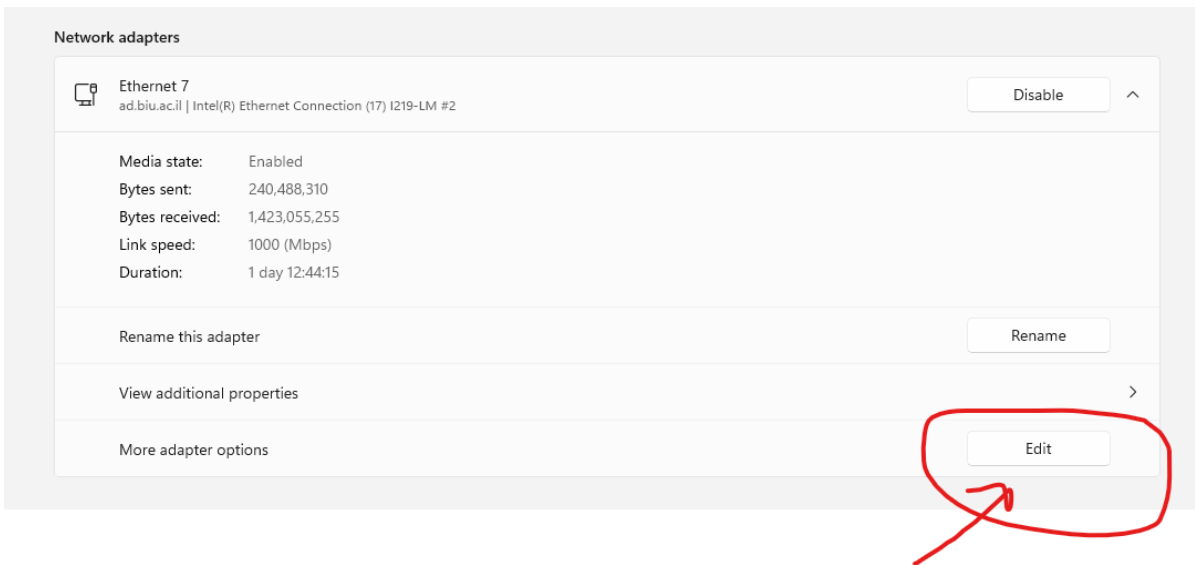 Network adapters
Ethernet 7
ad.biu.ac.il | Intel(R) Ethernet Connection (17) I219-LM #2
Disable
Media state: Enabled
Bytes sent: 240,488,310
Bytes received: 1,423,055,255
Link speed: 1000 (Mbps)
Duration: 1 day 12:44:15
Rename this adapter Rename
View additional properties
More adapter options Edit